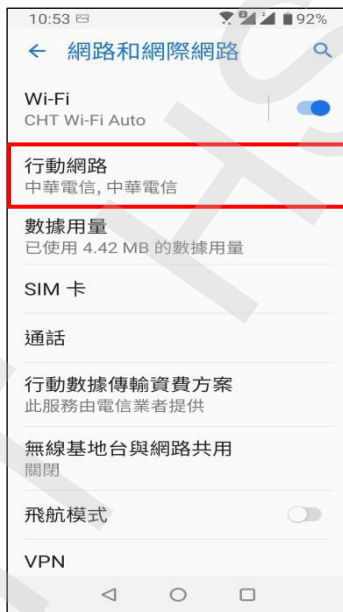 10:53 92%
網路和網際網路
Wi-Fi
CHT Wi-Fi Auto
行動網路
中華電信, 中華電信
數據用量
已使用 4.42 MB 的數據用量
SIM 卡
通話
行動數據傳輸資費方案
此服務由電信業者提供
無線基地台與網路共用
關閉
飛航模式
VPN